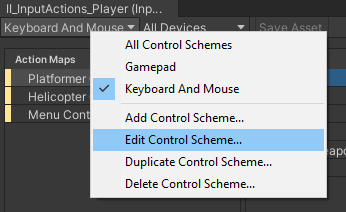 II_InputActions_Player (Inp...
Keyboard And Mouse
All Devices
Save Asset
Action Maps
Platformer
Helicopter
Menu Cont
All Control Schemes
Gamepad
Keyboard And Mouse
Add Control Scheme...
Edit Control Scheme...
Duplicate Control Scheme...
Delete Control Scheme...